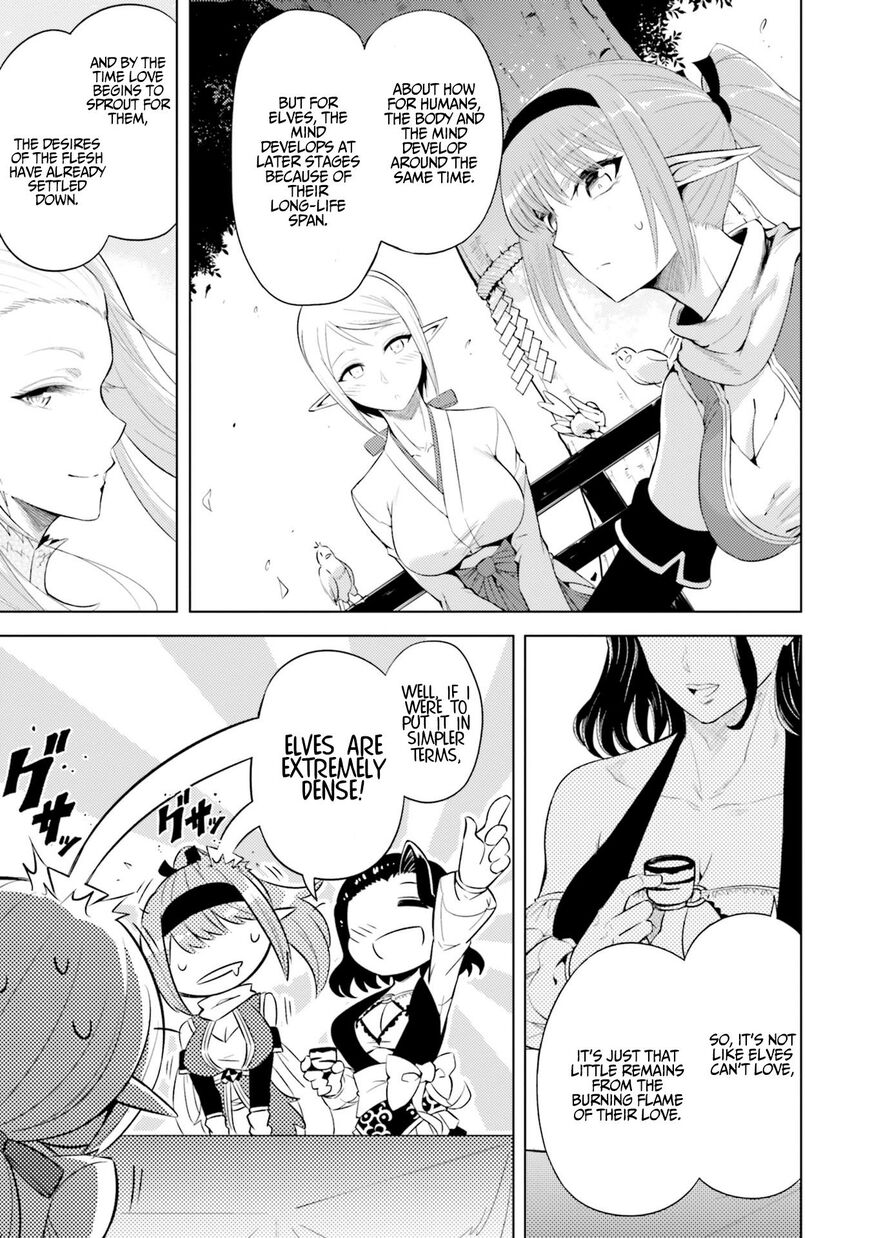 ABOUT HOW
FOR HUMANS,
THE BODY AND
THE MIND
DEVELOP
AROUND
THE SAME TIME.
BUT FOR
ELVES, THE
MIND
DEVELOPS AT
LATER STAGES
BECAUSE OF
THEIR
LONG-LIFE
SPAN.
AND BY THE
TIME LOVE
BEGINS TO
SPROUT FOR
THEM,
THE DESIRES
OF THE FLESH
HAVE ALREADY
SETTLED
DOWN.
SO, IT'S NOT
LIKE ELVES
CAN'T LOVE,
IT'S JUST THAT
LITTLE REMAINS
FROM THE
BURNING FLAME
OF THEIR LOVE.
WELL, IF I
WERE TO
PUT IT IN
SIMPLER
TERMS,
ELVES ARE
EXTREMELY
DENSE!
グサッ
グサッ